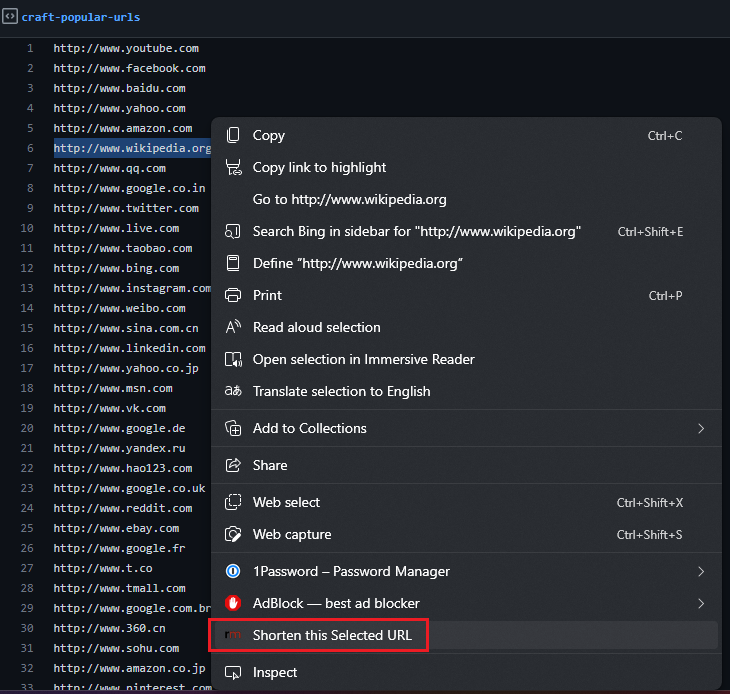 craft-popular-urls
1 http://www.youtube.com
2 http://www.facebook.com
3 http://www.baidu.com
4 http://www.yahoo.com
5 http://www.amazon.com
6 http://www.wikipedia.org
7 http://www.qq.com
8 http://www.google.co.in
9 http://www.twitter.com
10 http://www.live.com
11 http://www.taobao.com
12 http://www.bing.com
13 http://www.instagram.com
14 http://www.weibo.com
15 http://www.sina.com.cn
16 http://www.linkedin.com
17 http://www.yahoo.co.jp
18 http://www.msn.com
19 http://www.vk.com
20 http://www.google.de
21 http://www.yandex.ru
22 http://www.hao123.com
23 http://www.google.co.uk
24 http://www.reddit.com
25 http://www.ebay.com
26 http://www.google.fr
27 http://www.t.co
28 http://www.tmall.com
29 http://www.google.com.br
30 http://www.360.cn
31 http://www.sohu.com
32 http://www.amazon.co.jp
33 http://www.pinterest.com
Copy Ctrl+C
Copy link to highlight
Go to http://www.wikipedia.org
Search Bing in sidebar for "http://www.wikipedia.org" Ctrl+Shift+E
Define “http://www.wikipedia.org”
Print Ctrl+P
Read aloud selection
Open selection in Immersive Reader
Translate selection to English
Add to Collections
Share
Web select Ctrl+Shift+X
Web capture Ctrl+Shift+S
1Password – Password Manager
AdBlock — best ad blocker
Shorten this Selected URL
Inspect